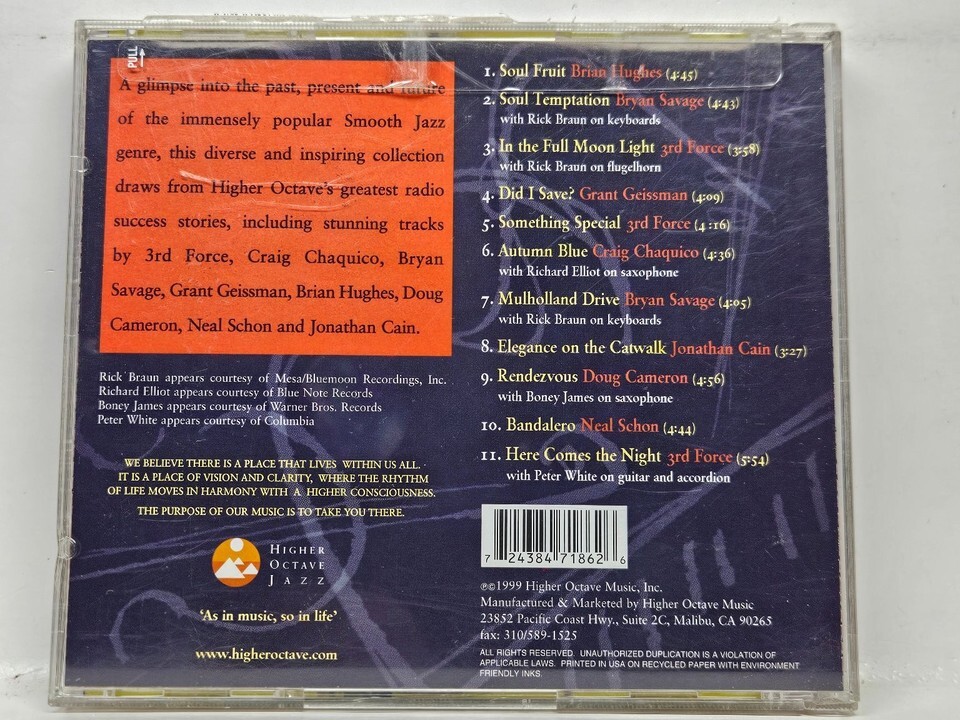 PULL
A glimpse into the past, present and future
of the immensely popular Smooth Jazz
genre, this diverse and inspiring collection
draws from Higher Octave's greatest radio
success stories, including stunning tracks
by 3rd Force, Craig Chaquico, Bryan
Savage, Grant Geissman, Brian Hughes, Doug
Cameron, Neal Schon and Jonathan Cain.
Rick Braun appears courtesy of Mesa/Bluemoon Recordings, Inc.
Richard Elliot appears courtesy of Blue Note Records
Boney James appears courtesy of Warner Bros. Records
Peter White appears courtesy of Columbia
WE BELIEVE THERE IS A PLACE THAT LIVES WITHIN US ALL.
IT IS A PLACE OF VISION AND CLARITY, WHERE THE RHYTHM
OF LIFE MOVES IN HARMONY WITH A HIGHER CONSCIOUSNESS.
THE PURPOSE OF OUR MUSIC IS TO TAKE YOU THERE.
HIGHER
OCTAVE
JAZZ
'As in music, so in life'
www.higheroctave.com
1. Soul Fruit Brian Hughes (4:45)
2. Soul Temptation Bryan Savage (4:43)
with Rick Braun on keyboards
3. In the Full Moon Light 3rd Force (3:58)
with Rick Braun on flugelhorn
4. Did I Save? Grant Geissman (4:09)
5. Something Special 3rd Force (4:16)
6. Autumn Blue Craig Chaquico (4:36)
with Richard Elliot on saxophone
7. Mulholland Drive Bryan Savage (4:05)
with Rick Braun on keyboards
8. Elegance on the Catwalk Jonathan Cain (3:27)
9. Rendezvous Doug Cameron (4:56)
with Boney James on saxophone
10. Bandalero Neal Schon (4:44)
11. Here Comes the Night 3rd Force (5:54)
with Peter White on guitar and accordion
7 24384 71862 6
℗©1999 Higher Octave Music, Inc.
Manufactured & Marketed by Higher Octave Music
23852 Pacific Coast Hwy., Suite 2C, Malibu, CA 90265
fax: 310/589-1525
ALL RIGHTS RESERVED. UNAUTHORIZED DUPLICATION IS A VIOLATION OF
APPLICABLE LAWS. PRINTED IN USA ON RECYCLED PAPER WITH ENVIRONMENT
FRIENDLY INKS.